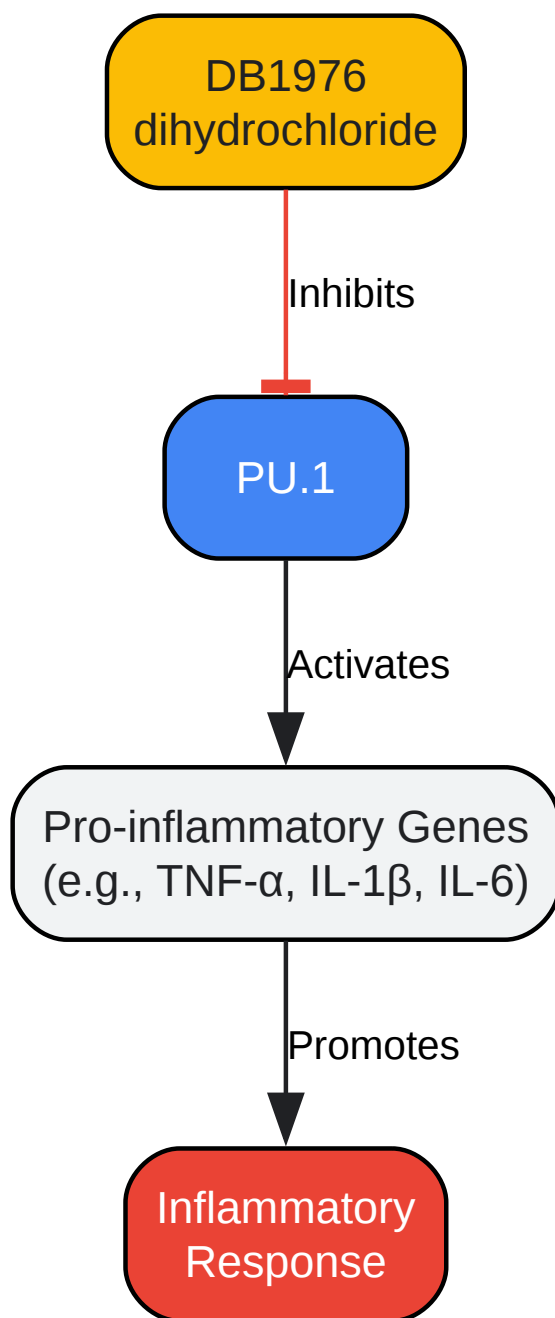 DB1976
dihydrochloride
Inhibits
PU.1
Activates
Pro-inflammatory Genes
(e.g., TNF-α, IL-1β, IL-6)
Promotes
Inflammatory
Response